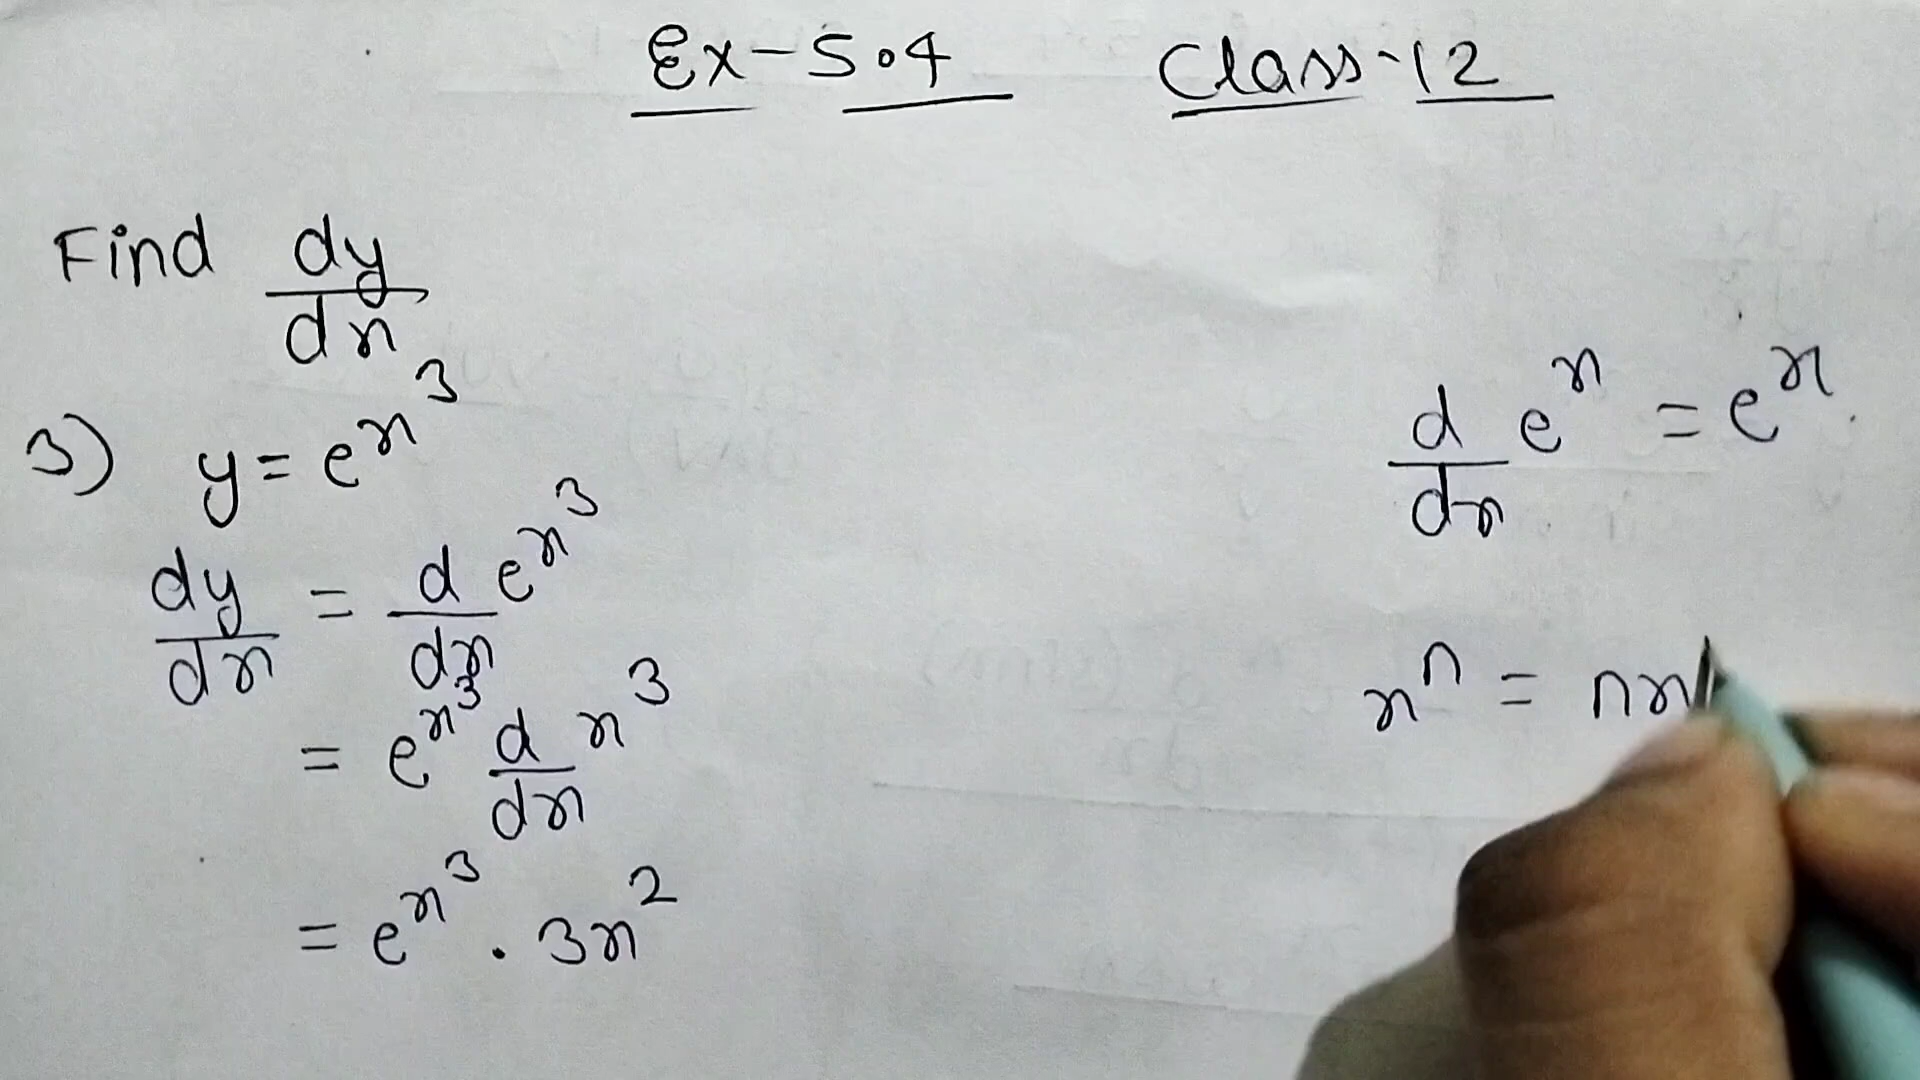 Ex-5.4 Class-12
Find dy/dx
3) y = e^x^3
dy/dx = d/dx e^x^3
= e^x^3 d/dx x^3
= e^x^3 . 3x^2
d/dx e^x = e^x.
x^n = nx